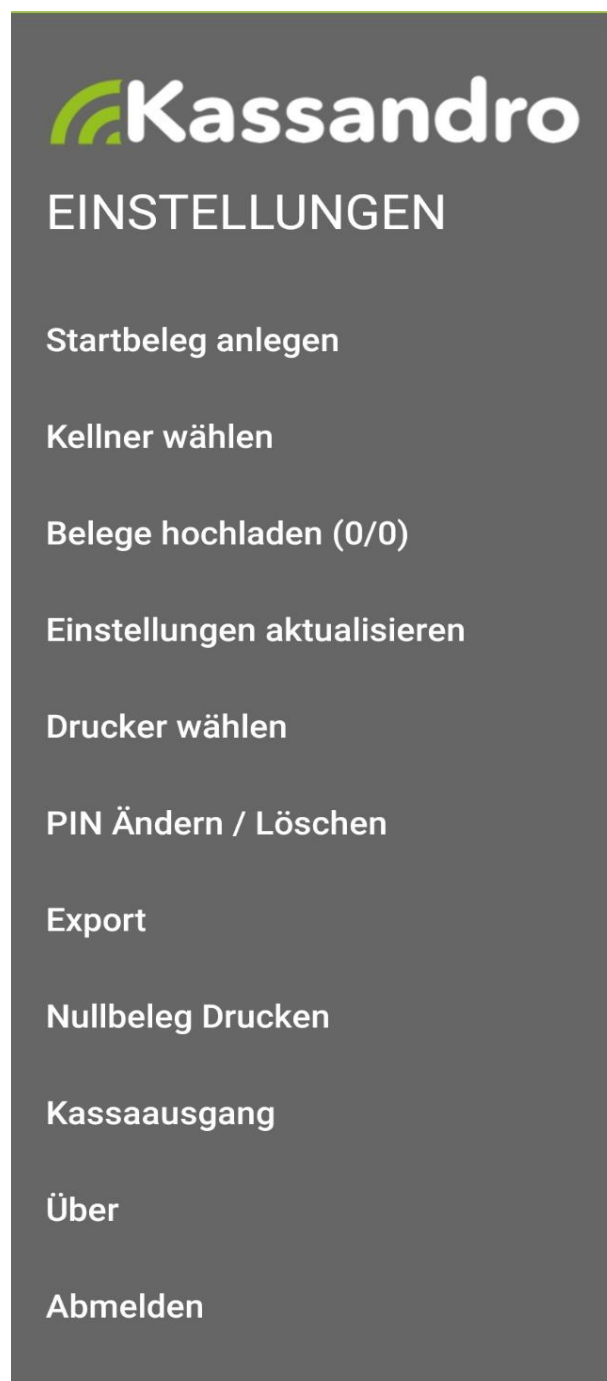 Kassandro
EINSTELLUNGEN
Startbeleg anlegen
Kellner wählen
Belege hochladen (0/0)
Einstellungen aktualisieren
Drucker wählen
PIN Ändern / Löschen
Export
Nullbeleg Drucken
Kassaausgang
Über
Abmelden